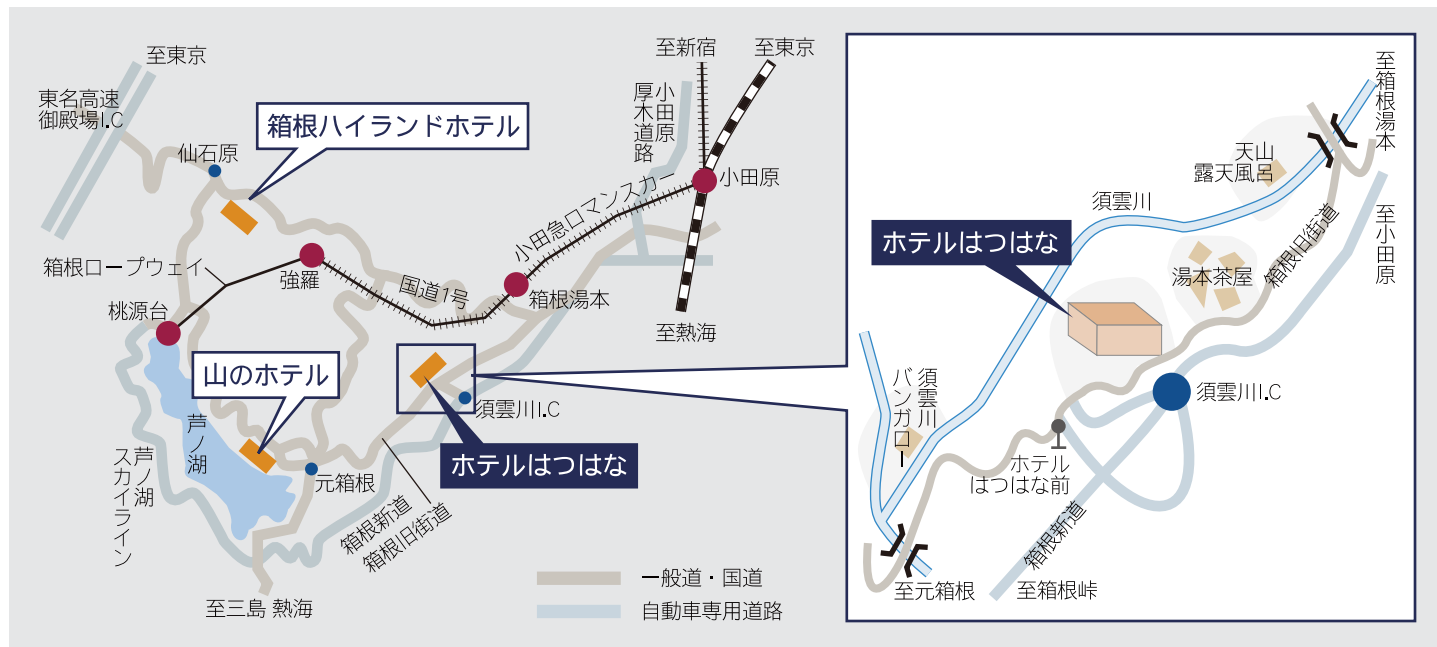 至東京
東名高速
御殿場I.C
箱根ハイランドホテル
仙石原
至新宿
至東京
小田原
厚木道路
小田原
小田急ロマンスカー
箱根ロープウェイ
強羅
国道1号
箱根湯本
桃源台
至熱海
山のホテル
芦ノ湖
芦ノ湖
スカイライン
須雲川I.C
ホテルはつはな
元箱根
箱根新道
箱根旧街道
至三島 熱海
一般道・国道
自動車専用道路
至箱根湯本
天山
露天風呂
須雲川
至小田原
箱根旧街道
ホテルはつはな
湯本茶屋
須雲川
バンガロー
須雲川I.C
ホテル
はつはな前
箱根新道
至元箱根
至箱根峠